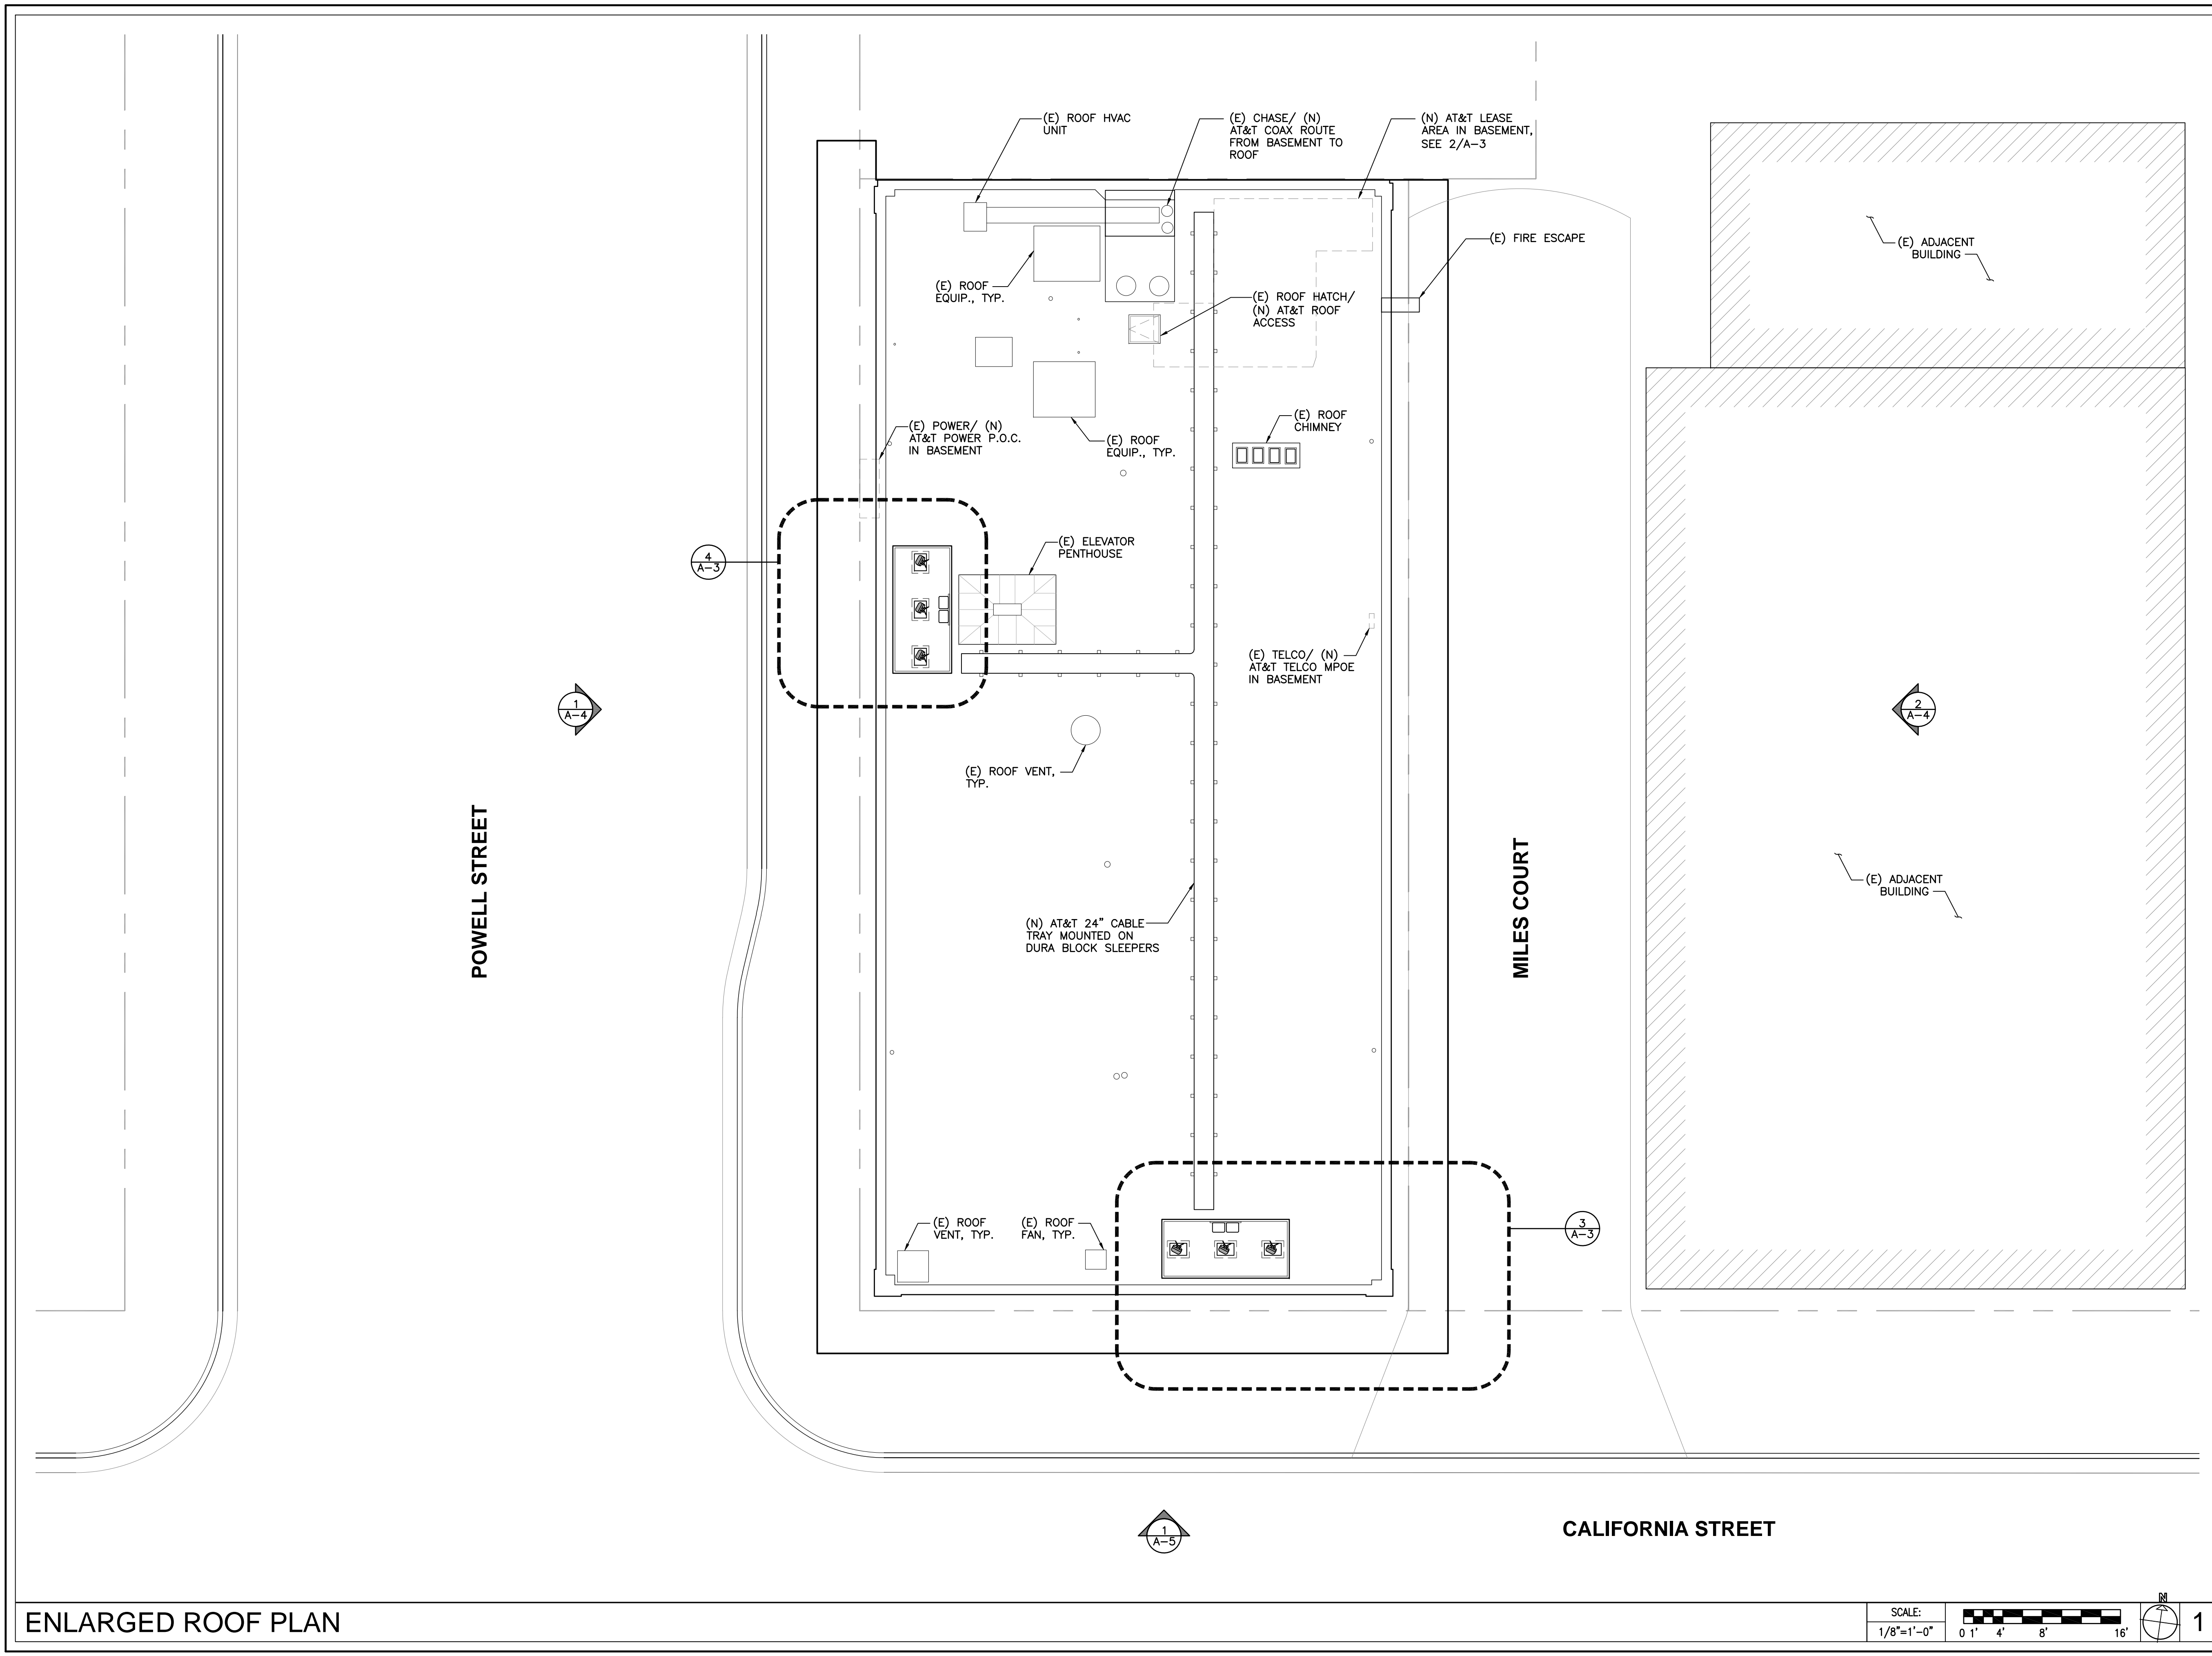 (E) ROOF HVAC
UNIT
(E) CHASE/ (N)
AT&T COAX ROUTE
FROM BASEMENT TO
ROOF
(N) AT&T LEASE
AREA IN BASEMENT,
SEE 2/A-3
(E) FIRE ESCAPE
(E) ADJACENT
BUILDING
(E) ROOF
EQUIP., TYP.
(E) ROOF HATCH/
(N) AT&T ROOF
ACCESS
(E) POWER/ (N)
AT&T POWER P.O.C.
IN BASEMENT
(E) ROOF
EQUIP., TYP.
(E) ROOF
CHIMNEY
4
A-3
(E) ELEVATOR
PENTHOUSE
(E) TELCO/ (N)
AT&T TELCO MPOE
IN BASEMENT
1
A-4
2
A-4
(E) ROOF VENT,
TYP.
POWELL STREET
MILES COURT
(E) ADJACENT
BUILDING
(N) AT&T 24" CABLE
TRAY MOUNTED ON
DURA BLOCK SLEEPERS
(E) ROOF
VENT, TYP.
(E) ROOF
FAN, TYP.
3
A-3
1
A-5
CALIFORNIA STREET
ENLARGED ROOF PLAN
SCALE:
1/8"=1'-0"
0 1' 4' 8' 16'
N
1